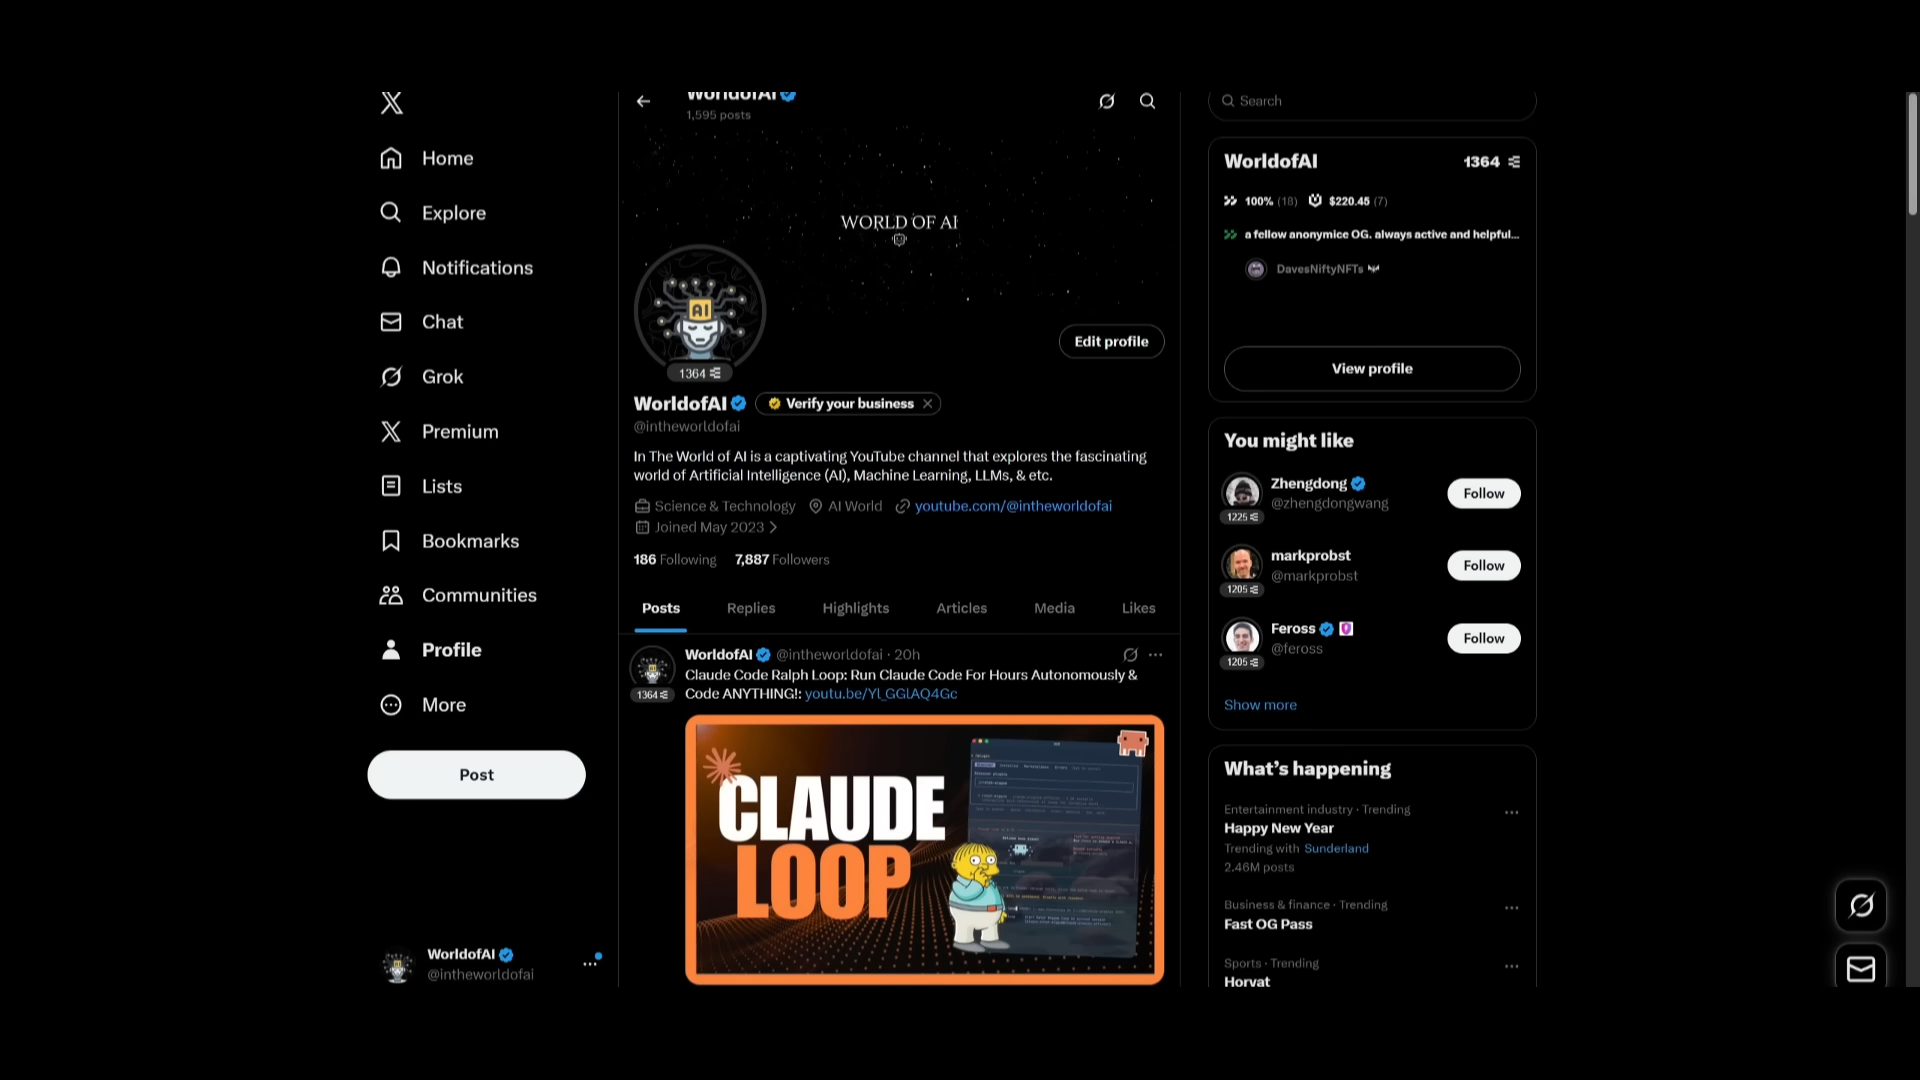 Home
Explore
Notifications
Chat
Grok
Premium
Lists
Bookmarks
Communities
Profile
More
Post
WorldofAI
@intheworldofai
WorldofAI
1,595 posts
WORLD OF AI
AI
1364
Edit profile
WorldofAI
Verify your business
@intheworldofai
In The World of AI is a captivating YouTube channel that explores the fascinating
world of Artificial Intelligence (AI), Machine Learning, LLMs, & etc.
Science & Technology AI World youtube.com/@intheworldofai
Joined May 2023
186 Following 7,887 Followers
Posts Replies Highlights Articles Media Likes
WorldofAI @intheworldofai · 20h
Claude Code Ralph Loop: Run Claude Code For Hours Autonomously &
Code ANYTHING!: youtu.be/Yl_GGlAQ4Gc
1364
CLAUDE
LOOP
Search
WorldofAI 1364
100% (18) $220.45 (7)
a fellow anonymice OG. always active and helpful...
DavesNiftyNFTs
View profile
You might like
Zhengdong
@zhengdongwang
1225
Follow
markprobst
@markprobst
1205
Follow
Feross
@feross
1205
Follow
Show more
What's happening
Entertainment industry · Trending
Happy New Year
Trending with Sunderland
2.46M posts
Business & finance · Trending
Fast OG Pass
Sports · Trending
Horvat